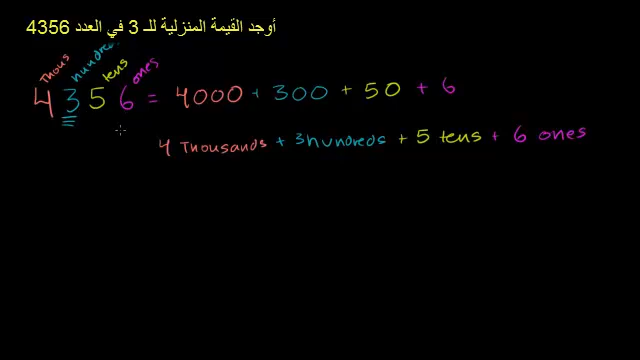 أوجد القيمة المنزلية للـ 3 في العدد 4356
Thous hundreds tens ones
4356 = 4000 + 300 + 50 + 6
4 Thousands + 3 hundreds + 5 tens + 6 ones